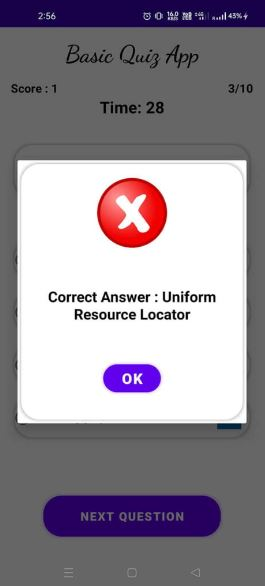 2:56
43%
Basic Quiz App
Score : 1
3/10
Time: 28
Correct Answer : Uniform
Resource Locator
OK
NEXT QUESTION